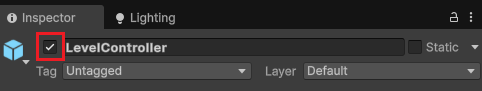 Inspector Lighting
LevelController Static
Tag Untagged Layer Default